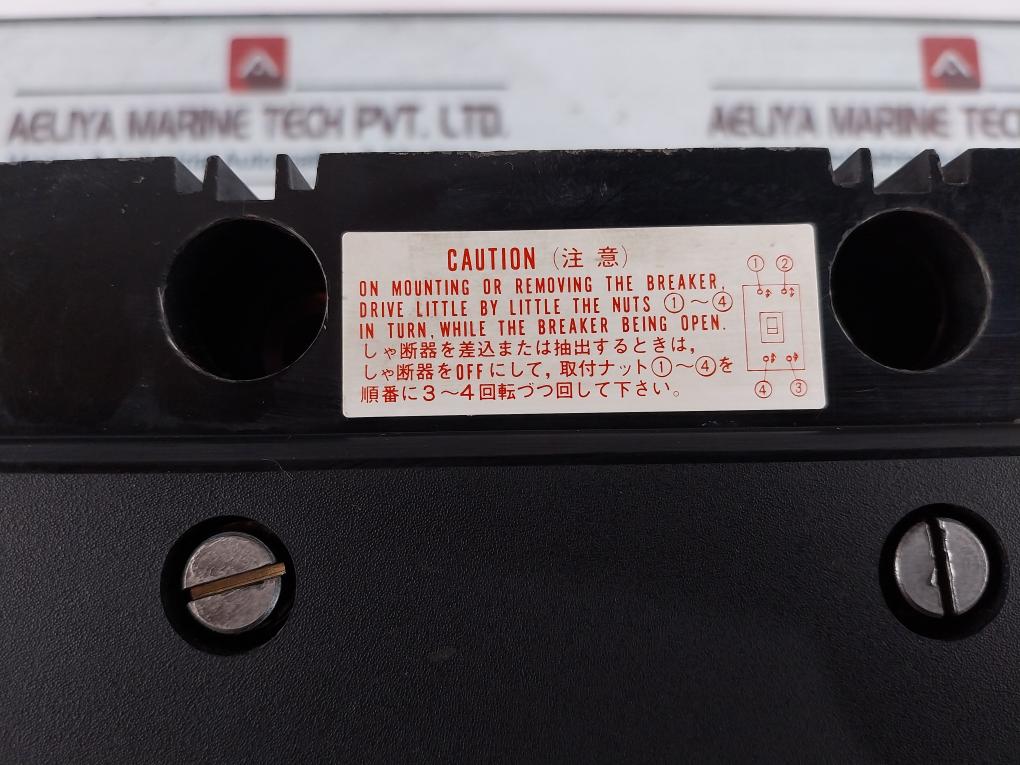 AELIYA MARINE TECH PVT. LTD.
AELIYA MARINE TECH
CAUTION (注意)
ON MOUNTING OR REMOVING THE BREAKER,
DRIVE LITTLE BY LITTLE THE NUTS ①~④
IN TURN, WHILE THE BREAKER BEING OPEN.
しゃ断器を差込または抽出するときは,
しゃ断器をOFFにして,取付ナット①~④を
順番に3~4回転づつ回して下さい。
① ②
④ ③